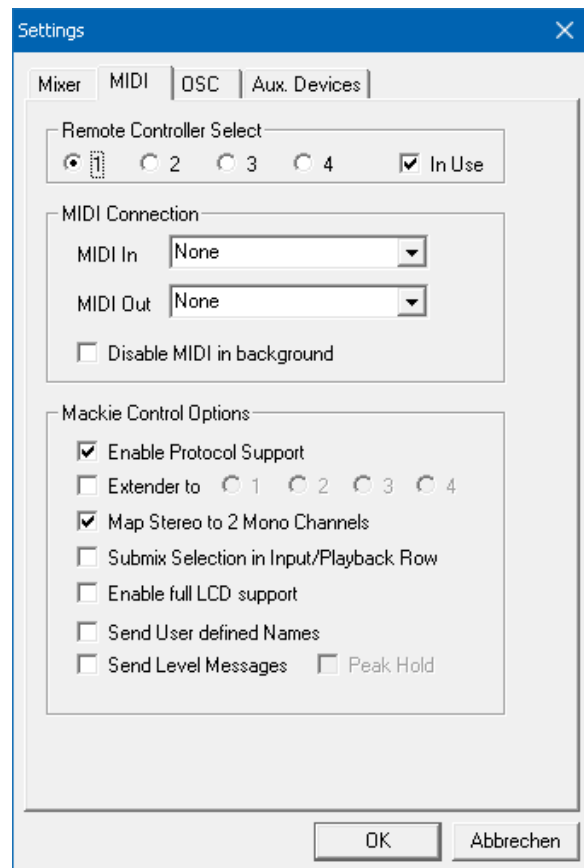 Settings
Mixer MIDI OSC Aux. Devices
Remote Controller Select
1 2 3 4 In Use
MIDI Connection
MIDI In None
MIDI Out None
Disable MIDI in background
Mackie Control Options
Enable Protocol Support
Extender to 1 2 3 4
Map Stereo to 2 Mono Channels
Submix Selection in Input/Playback Row
Enable full LCD support
Send User defined Names
Send Level Messages Peak Hold
OK Abbrechen